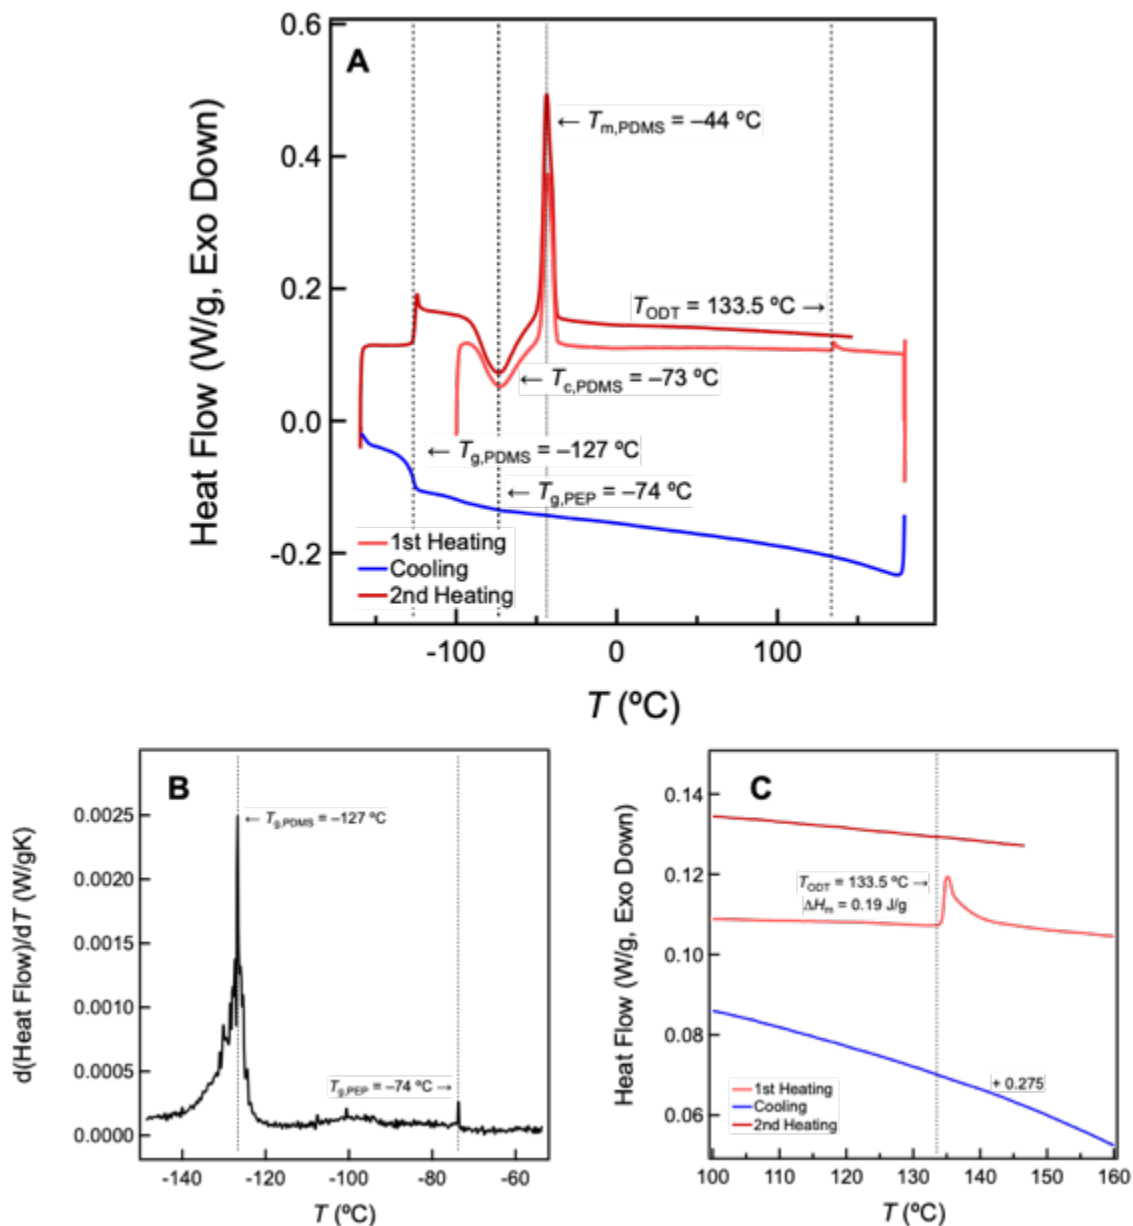 A
Heat Flow (W/g, Exo Down)
0.6
0.4
0.2
0.0
-0.2
← Tm,PDMS = –44 ºC
TODT = 133.5 ºC →
← Tc,PDMS = –73 ºC
← Tg,PDMS = –127 ºC
← Tg,PEP = –74 ºC
1st Heating
Cooling
2nd Heating
-100
0
100
T (ºC)
B
d(Heat Flow)/dT (W/gK)
0.0025
0.0020
0.0015
0.0010
0.0005
0.0000
← Tg,PDMS = –127 ºC
Tg,PEP = –74 ºC →
-140
-120
-100
-80
-60
T (ºC)
C
Heat Flow (W/g, Exo Down)
0.14
0.12
0.10
0.08
0.06
TODT = 133.5 ºC →
ΔHm = 0.19 J/g
+ 0.275
1st Heating
Cooling
2nd Heating
100
110
120
130
140
150
160
T (ºC)